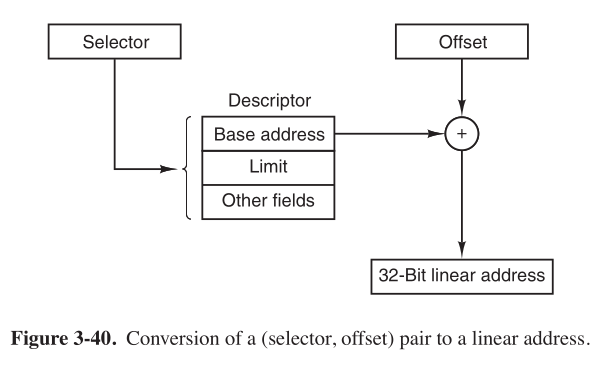 Selector
Offset
Descriptor
Base address
+
Limit
Other fields
32-Bit linear address
Figure 3-40. Conversion of a (selector, offset) pair to a linear address.